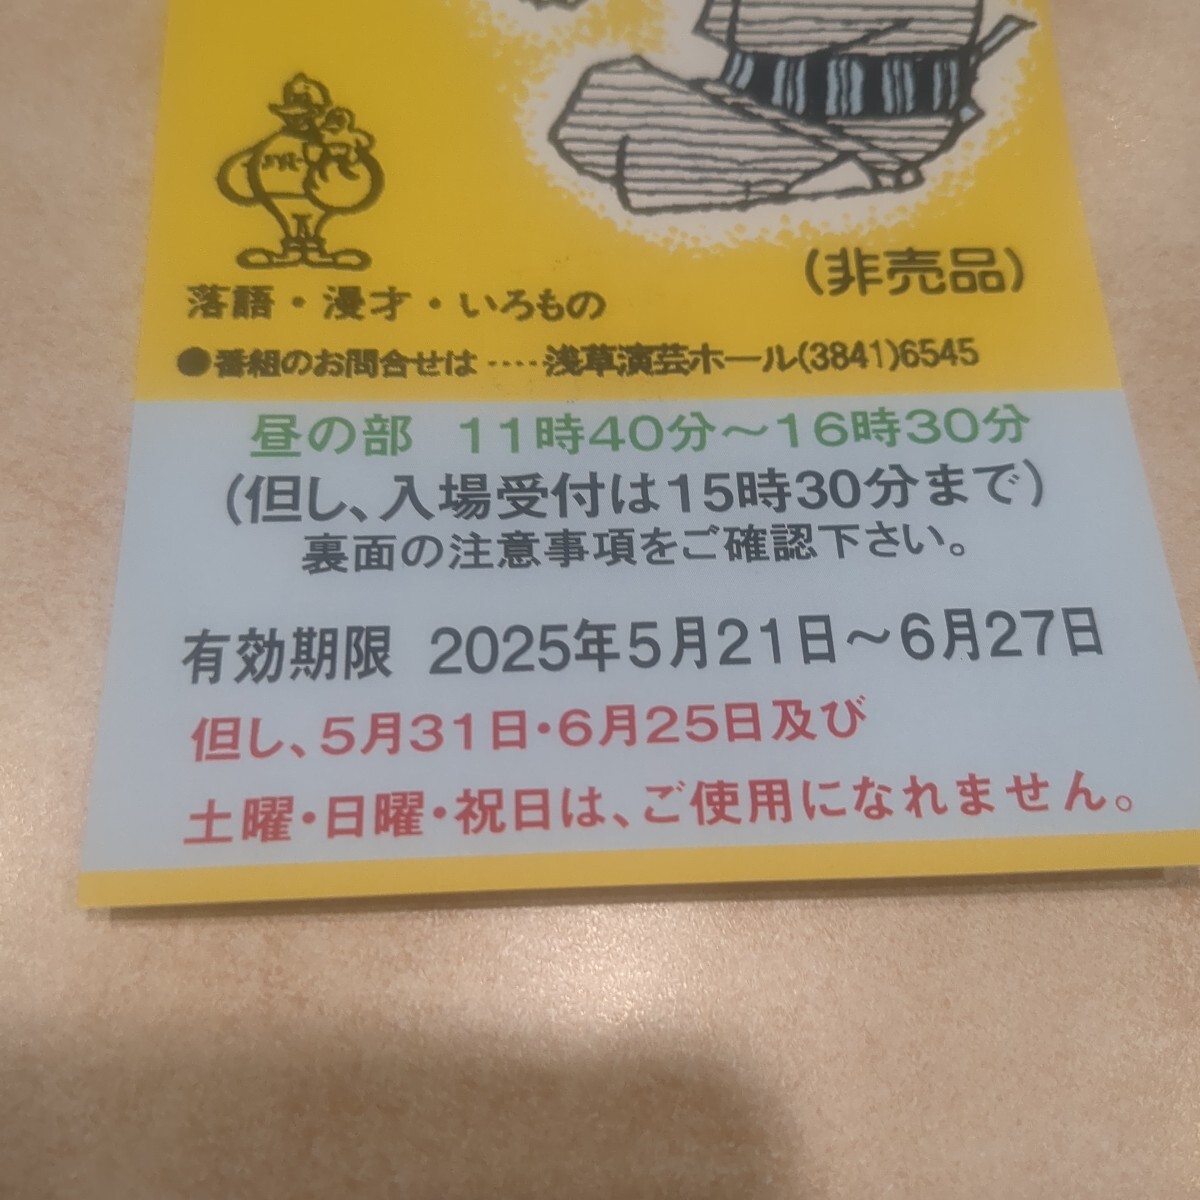 (非売品)
落語・漫才・いろもの
●番組のお問合せは‥‥浅草演芸ホール(3841)6545
昼の部 11時40分～16時30分
(但し、入場受付は15時30分まで)
裏面の注意事項をご確認下さい。
有効期限 2025年5月21日～6月27日
但し、5月31日・6月25日及び
土曜・日曜・祝日は、ご使用になれません。